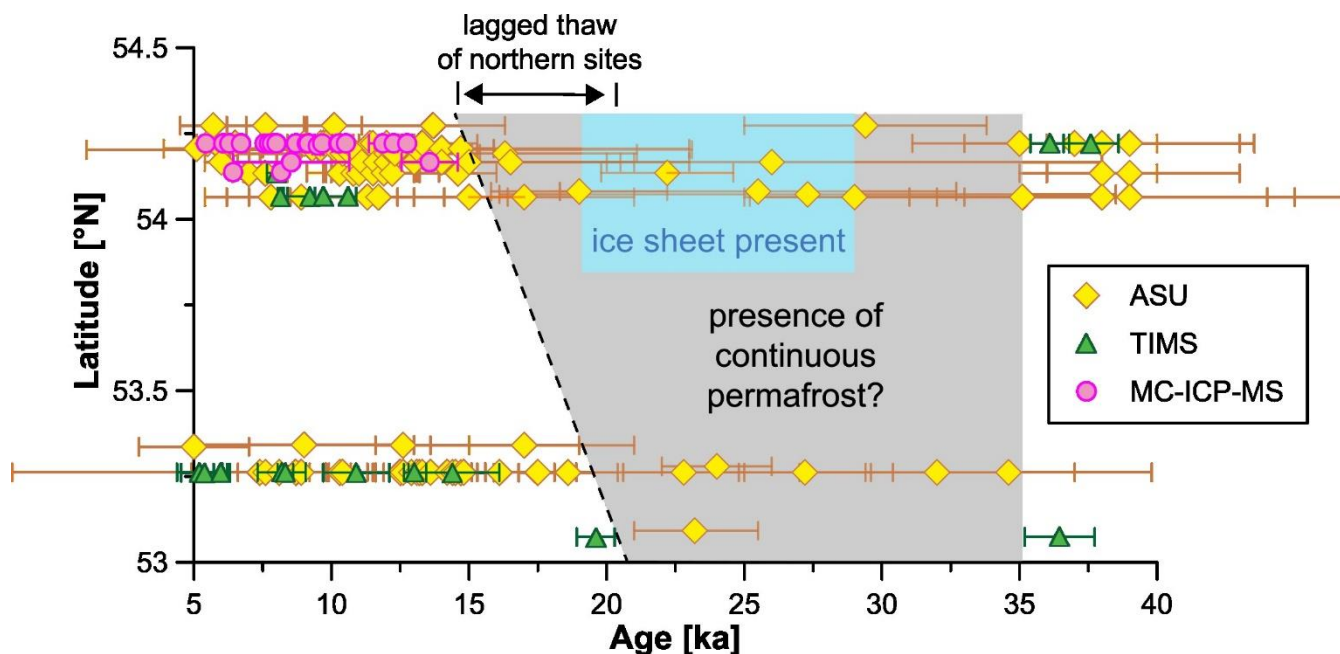 lagged thaw
of northern sites
54.5
54
53.5
53
Latitude [°N]
ice sheet present
presence of
continuous
permafrost?
ASU
TIMS
MC-ICP-MS
5 10 15 20 25 30 35 40
Age [ka]